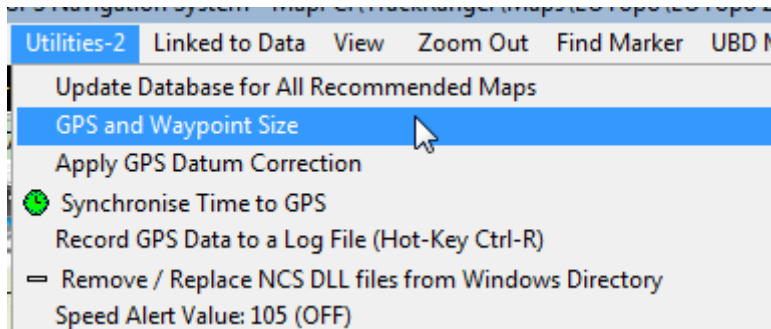 Utilities-2 Linked to Data View Zoom Out Find Marker UBD
Update Database for All Recommended Maps
GPS and Waypoint Size
Apply GPS Datum Correction
Synchronise Time to GPS
Record GPS Data to a Log File (Hot-Key Ctrl-R)
Remove / Replace NCS DLL files from Windows Directory
Speed Alert Value: 105 (OFF)